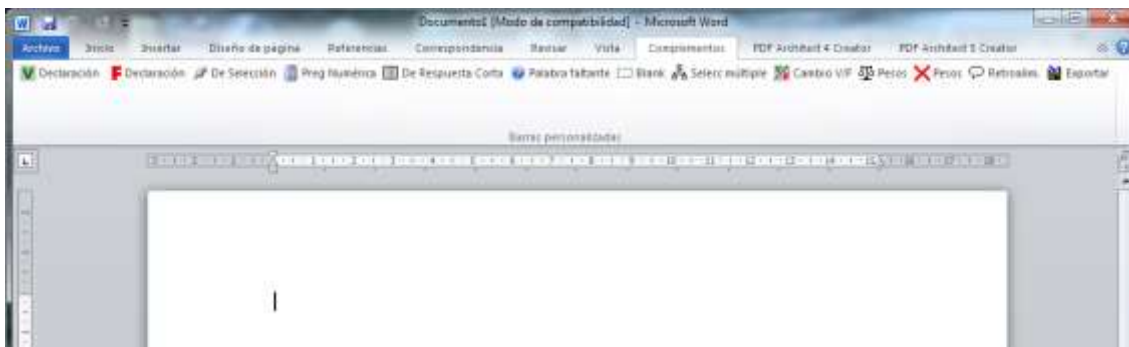 Documento1 [Modo de compatibilidad] - Microsoft Word
Archivo Inicio Insertar Diseño de página Referencias Correspondencia Revisar Vista Complementos PDF Architect 4 Creator PDF Architect 5 Creator
V Declaración F Declaración De Selección Preg Numérica De Respuesta Corta Palabra faltante Blank Selecc múltiple Cambio V/F Pesos Pesos Retroalim. Exportar
Barras personalizadas